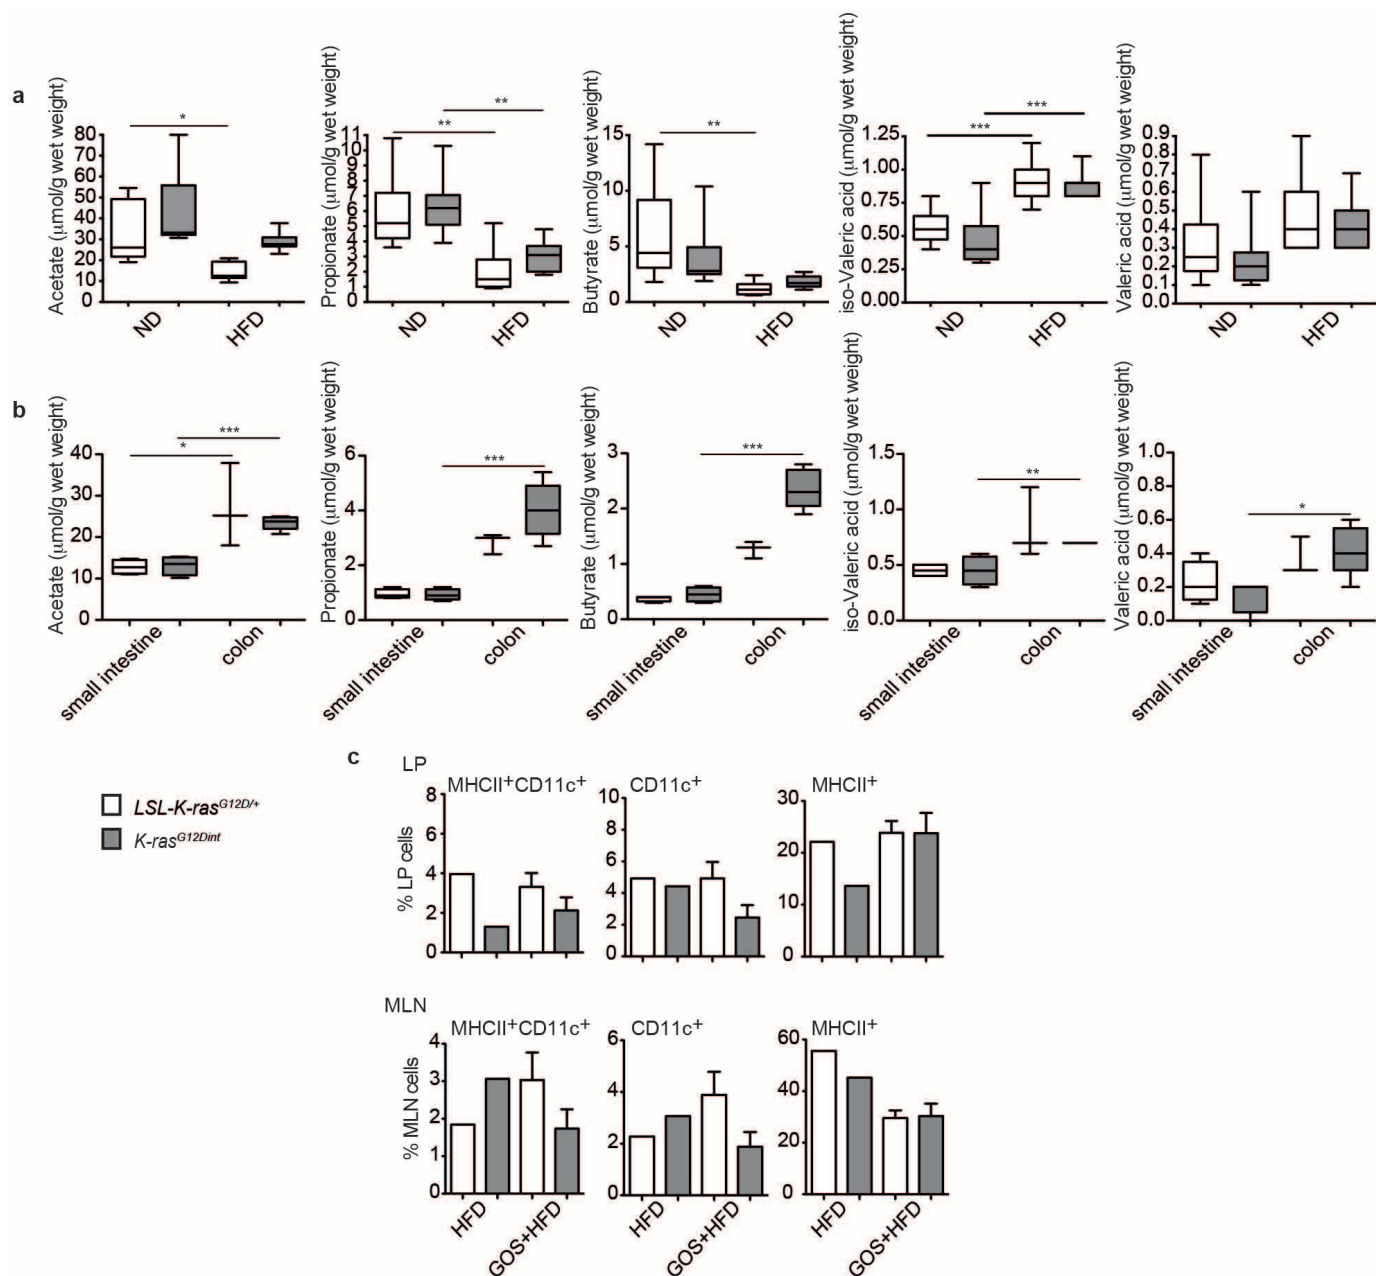 a
Acetate (μmol/g wet weight)
80
70
60
50
40
30
20
10
0
*
ND
HFD
Propionate (μmol/g wet weight)
11
10
9
8
7
6
5
4
3
2
1
0
**
**
ND
HFD
Butyrate (μmol/g wet weight)
15
10
5
0
**
ND
HFD
iso-Valeric acid (μmol/g wet weight)
1.25
1.00
0.75
0.50
0.25
0.00
***
***
ND
HFD
Valeric acid (μmol/g wet weight)
0.9
0.8
0.7
0.6
0.5
0.4
0.3
0.2
0.1
0.0
ND
HFD
b
Acetate (μmol/g wet weight)
40
30
20
10
0
***
*
small intestine
colon
Propionate (μmol/g wet weight)
6
4
2
0
***
small intestine
colon
Butyrate (μmol/g wet weight)
3
2
1
0
***
small intestine
colon
iso-Valeric acid (μmol/g wet weight)
1.5
1.0
0.5
0.0
**
small intestine
colon
Valeric acid (μmol/g wet weight)
1.0
0.8
0.6
0.4
0.2
0.0
*
small intestine
colon
LSL-K-ras^G12D/+
K-ras^G12Dint
c
LP
MHCII+CD11c+
% LP cells
8
6
4
2
0
CD11c+
10
8
6
4
2
0
MHCII+
30
20
10
0
MLN
MHCII+CD11c+
% MLN cells
4
3
2
1
0
HFD
GOS+HFD
CD11c+
6
4
2
0
HFD
GOS+HFD
MHCII+
60
40
20
0
HFD
GOS+HFD